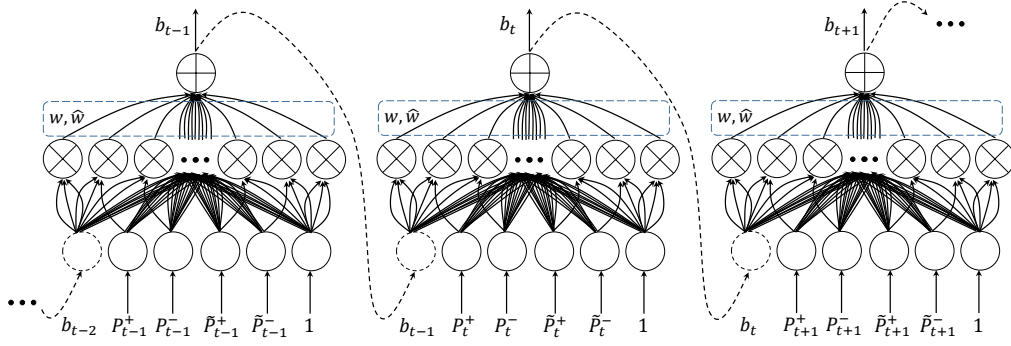 b_{t-1} b_t b_{t+1} •••
w, ŵ w, ŵ w, ŵ
••• ••• •••
•••
b_{t-2} P^+_{t-1} P^-_{t-1} P̃^+_{t-1} P̃^-_{t-1} 1 b_{t-1} P^+_t P^-_t P̃^+_t P̃^-_t 1 b_t P^+_{t+1} P^-_{t+1} P̃^+_{t+1} P̃^-_{t+1} 1